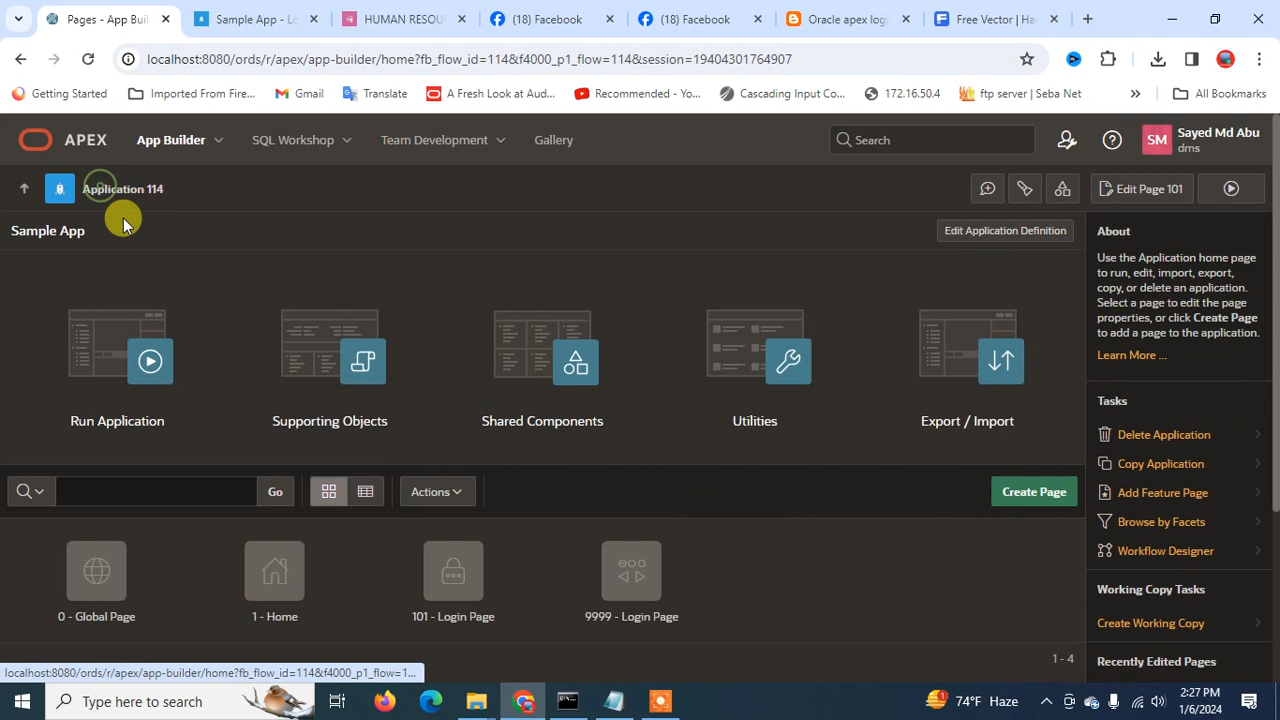 Pages - App Buil
Sample App - Lo
HUMAN RESOU
(18) Facebook
(18) Facebook
Oracle apex logi
Free Vector | Ha
localhost:8080/ords/r/apex/app-builder/home?fb_flow_id=114&f4000_p1_flow=114&session=19404301764907
Getting Started
Imported From Fire...
Gmail
Translate
A Fresh Look at Aud...
Recommended - Yo...
Cascading Input Co...
172.16.50.4
ftp server | Seba Net
All Bookmarks
APEX
App Builder
SQL Workshop
Team Development
Gallery
Search
SM
Sayed Md Abu
dms
Application 114
Edit Page 101
Sample App
Edit Application Definition
Run Application
Supporting Objects
Shared Components
Utilities
Export / Import
Go
Actions
Create Page
0 - Global Page
1 - Home
101 - Login Page
9999 - Login Page
1 - 4
About
Use the Application home page
to run, edit, import, export,
copy, or delete an application.
Select a page to edit the page
properties, or click Create Page
to add a page to the application.
Learn More ...
Tasks
Delete Application
Copy Application
Add Feature Page
Browse by Facets
Workflow Designer
Working Copy Tasks
Create Working Copy
Recently Edited Pages
localhost:8080/ords/r/apex/app-builder/home?fb_flow_id=114&f4000_p1_flow=1...
Type here to search
74°F Haze
2:27 PM
1/6/2024